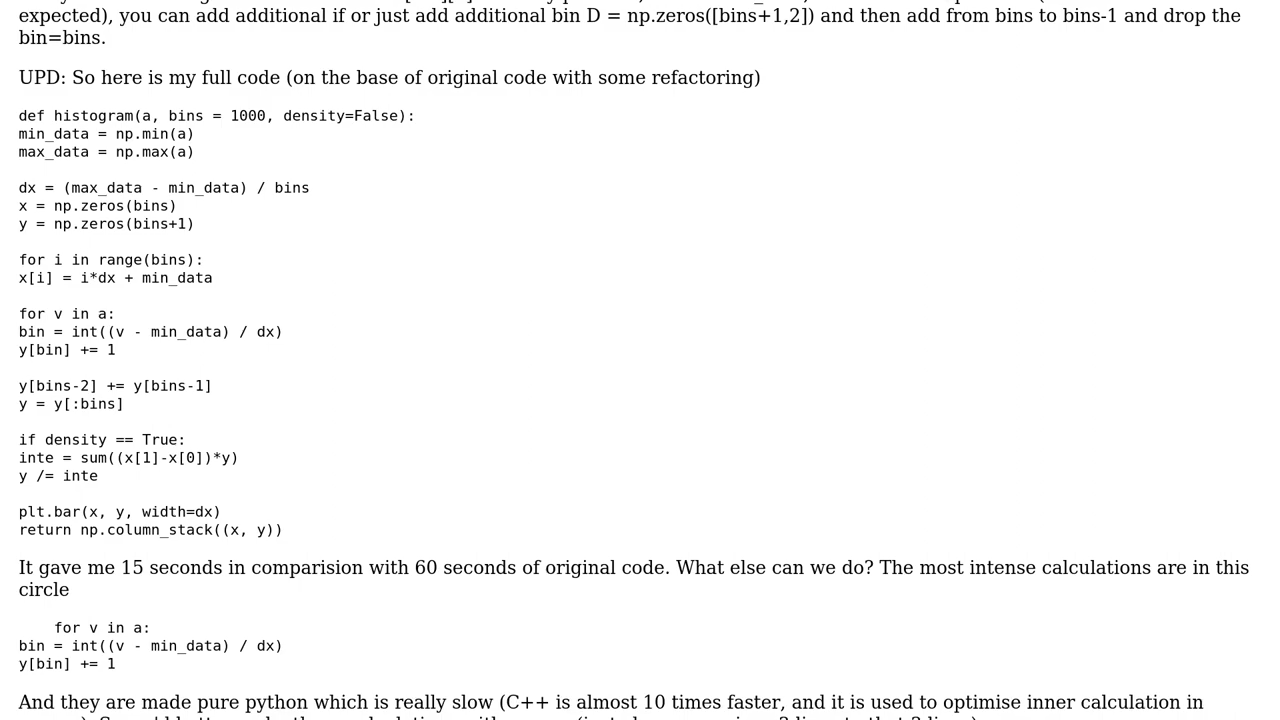 expected), you can add additional if or just add additional bin D = np.zeros([bins+1,2]) and then add from bins to bins-1 and drop the
bin=bins.
UPD: So here is my full code (on the base of original code with some refactoring)
def histogram(a, bins = 1000, density=False):
min_data = np.min(a)
max_data = np.max(a)
dx = (max_data - min_data) / bins
x = np.zeros(bins)
y = np.zeros(bins+1)
for i in range(bins):
x[i] = i*dx + min_data
for v in a:
bin = int((v - min_data) / dx)
y[bin] += 1
y[bins-2] += y[bins-1]
y = y[:bins]
if density == True:
inte = sum((x[1]-x[0])*y)
y /= inte
plt.bar(x, y, width=dx)
return np.column_stack((x, y))
It gave me 15 seconds in comparision with 60 seconds of original code. What else can we do? The most intense calculations are in this
circle
for v in a:
bin = int((v - min_data) / dx)
y[bin] += 1
And they are made pure python which is really slow (C++ is almost 10 times faster, and it is used to optimise inner calculation in